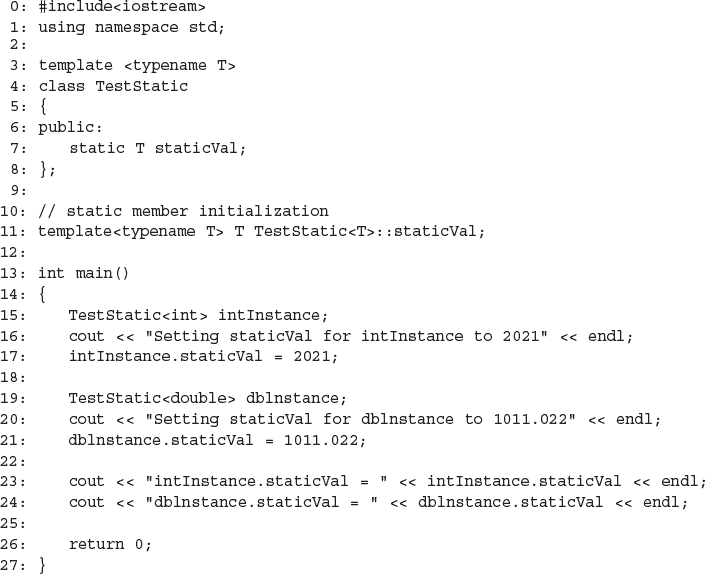 0: #include<iostream>
1: using namespace std;
2:
3: template <typename T>
4: class TestStatic
5: {
6: public:
7:    static T staticVal;
8: };
9:
10: // static member initialization
11: template<typename T> T TestStatic<T>::staticVal;
12:
13: int main()
14: {
15:    TestStatic<int> intInstance;
16:    cout << "Setting staticVal for intInstance to 2021" << endl;
17:    intInstance.staticVal = 2021;
18:
19:    TestStatic<double> dblnstance;
20:    cout << "Setting staticVal for dblnstance to 1011.022" << endl;
21:    dblnstance.staticVal = 1011.022;
22:
23:    cout << "intInstance.staticVal = " << intInstance.staticVal << endl;
24:    cout << "dblnstance.staticVal = " << dblnstance.staticVal << endl;
25:
26:    return 0;
27: }